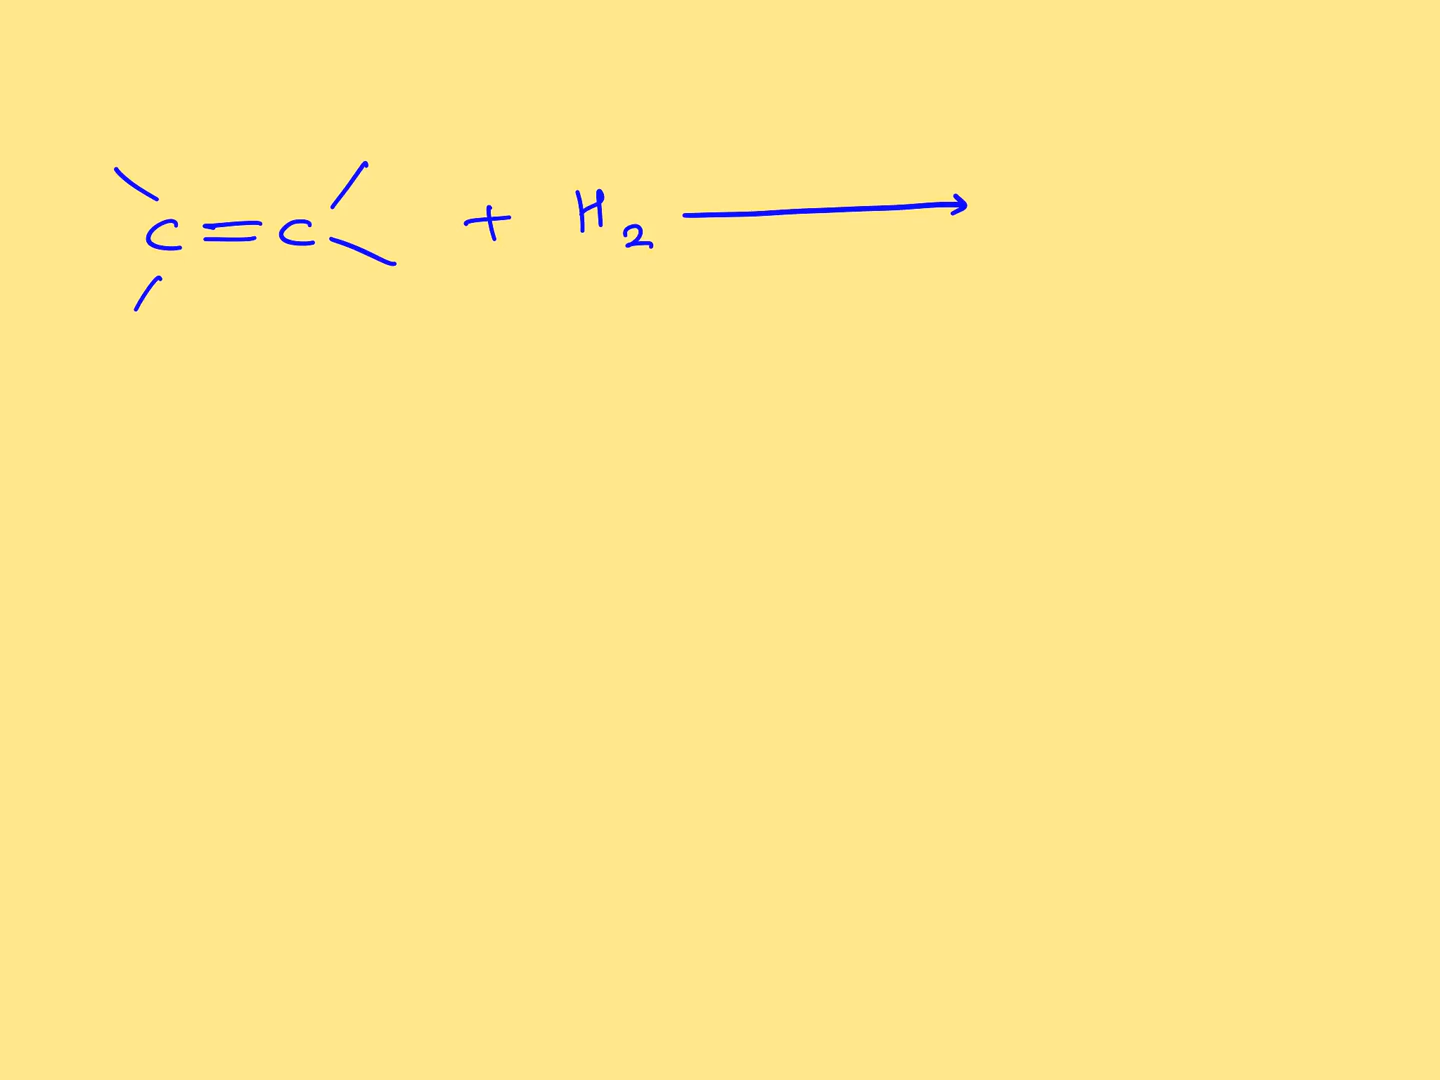 C = C + H₂ →